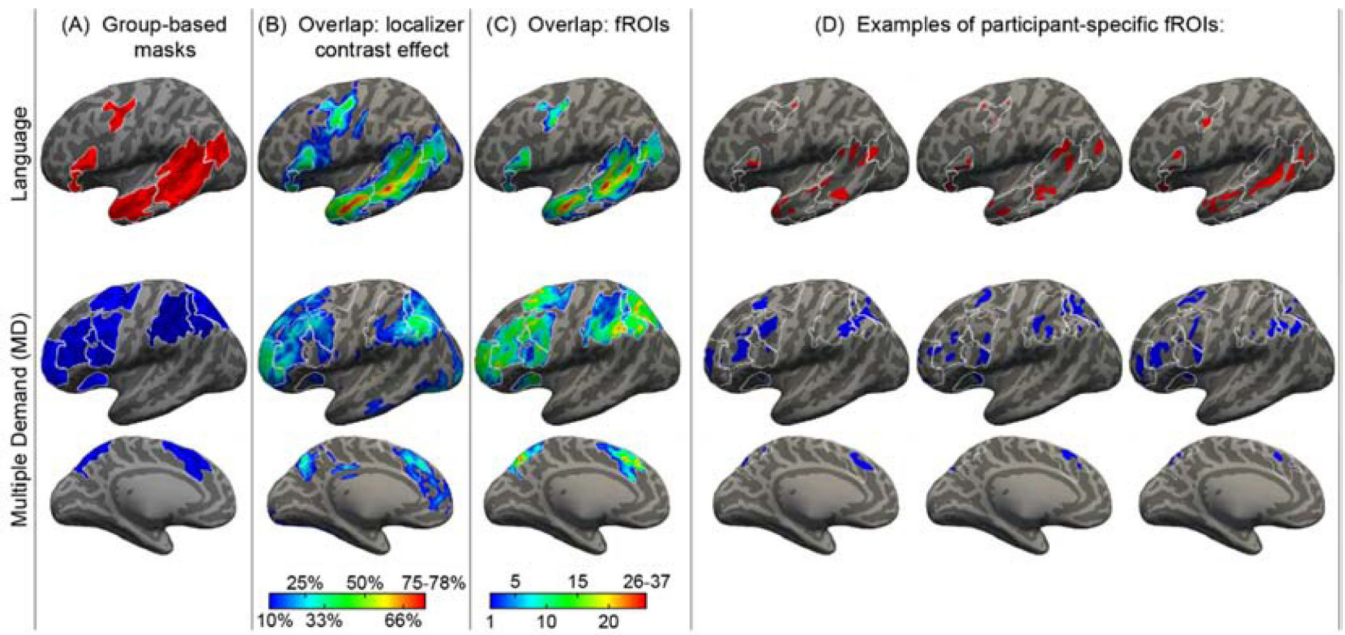 (A) Group-based
masks
(B) Overlap: localizer
contrast effect
(C) Overlap: fROIs
(D) Examples of participant-specific fROIs:
Language
Multiple Demand (MD)
25% 50% 75-78%
10% 33% 66%
5 15 26-37
1 10 20